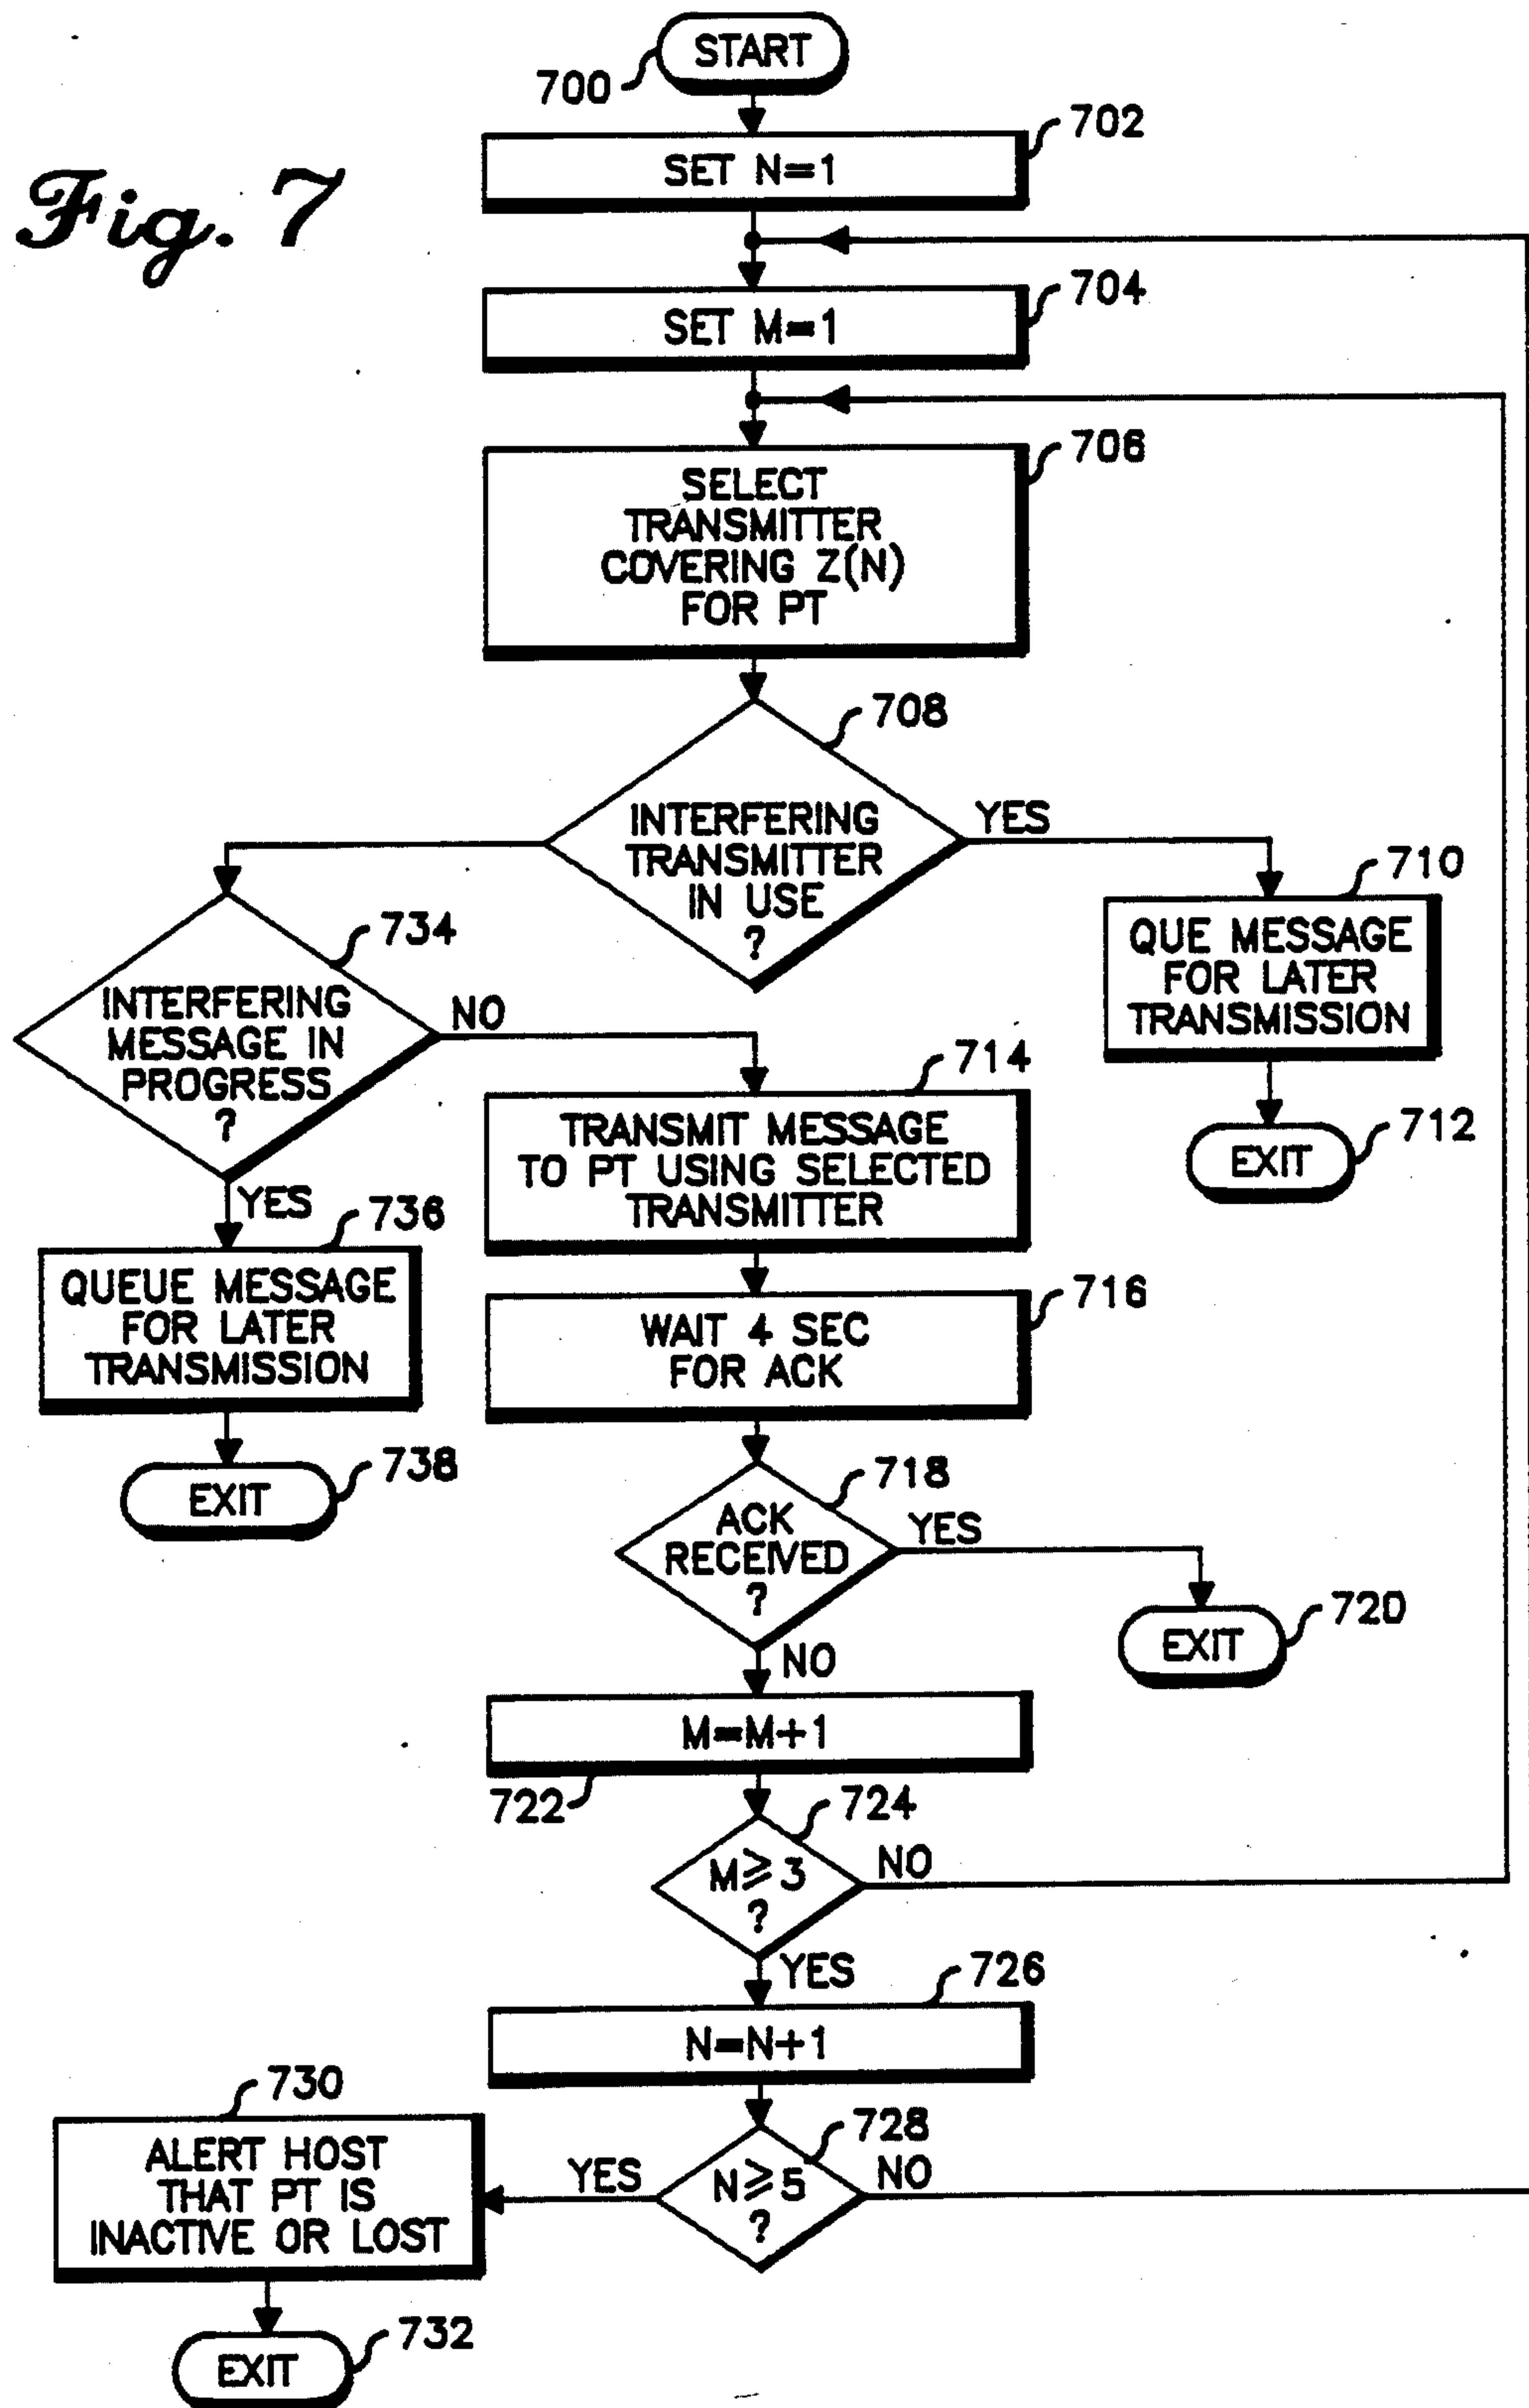 Fig. 7
START
700
702
SET N=1
704
SET M=1
706
SELECT
TRANSMITTER
COVERING Z(N)
FOR PT
708
INTERFERING
TRANSMITTER
IN USE
?
YES
710
QUE MESSAGE
FOR LATER
TRANSMISSION
712
EXIT
734
INTERFERING
MESSAGE IN
PROGRESS
?
NO
YES
714
TRANSMIT MESSAGE
TO PT USING SELECTED
TRANSMITTER
736
QUEUE MESSAGE
FOR LATER
TRANSMISSION
738
EXIT
716
WAIT 4 SEC
FOR ACK
718
ACK
RECEIVED
?
YES
720
EXIT
NO
M=M+1
722
724
M≥3
?
NO
YES
726
N=N+1
728
N≥5
?
NO
YES
730
ALERT HOST
THAT PT IS
INACTIVE OR LOST
732
EXIT